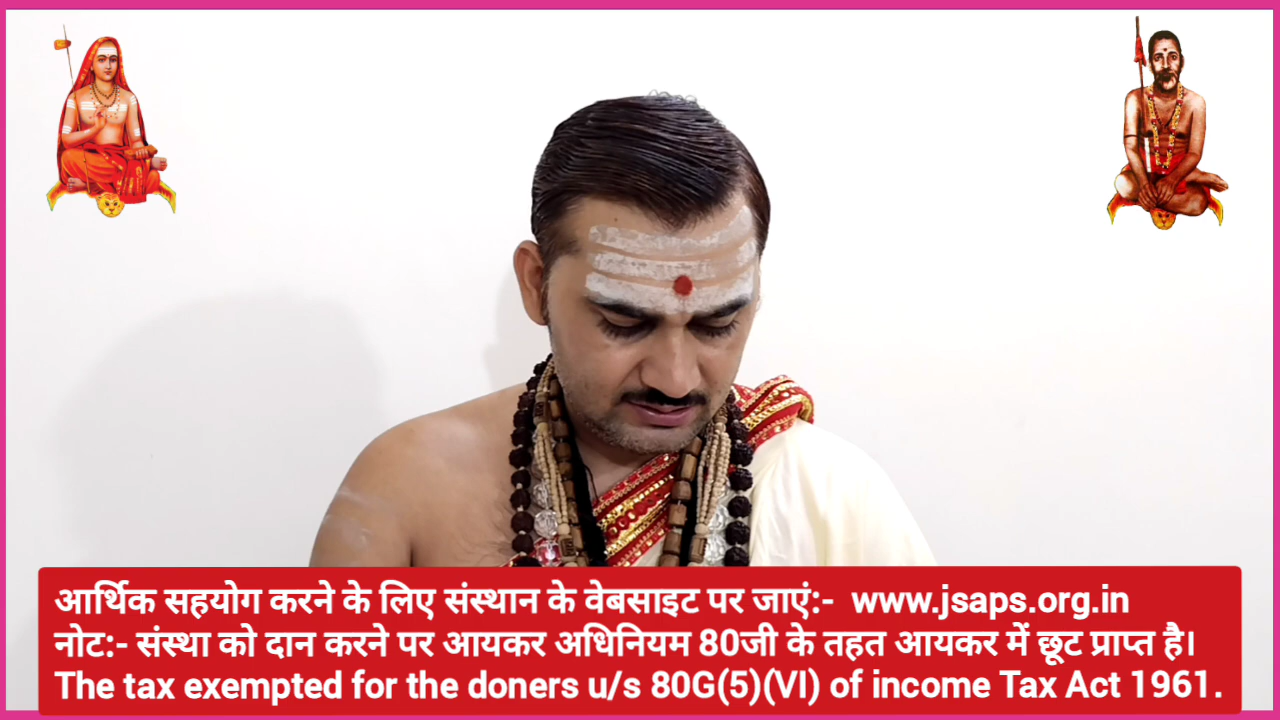 आर्थिक सहयोग करने के लिए संस्थान के वेबसाइट पर जाएं:- www.jsaps.org.in
नोट:- संस्था को दान करने पर आयकर अधिनियम 80जी के तहत आयकर में छूट प्राप्त है।
The tax exempted for the doners u/s 80G(5)(VI) of income Tax Act 1961.